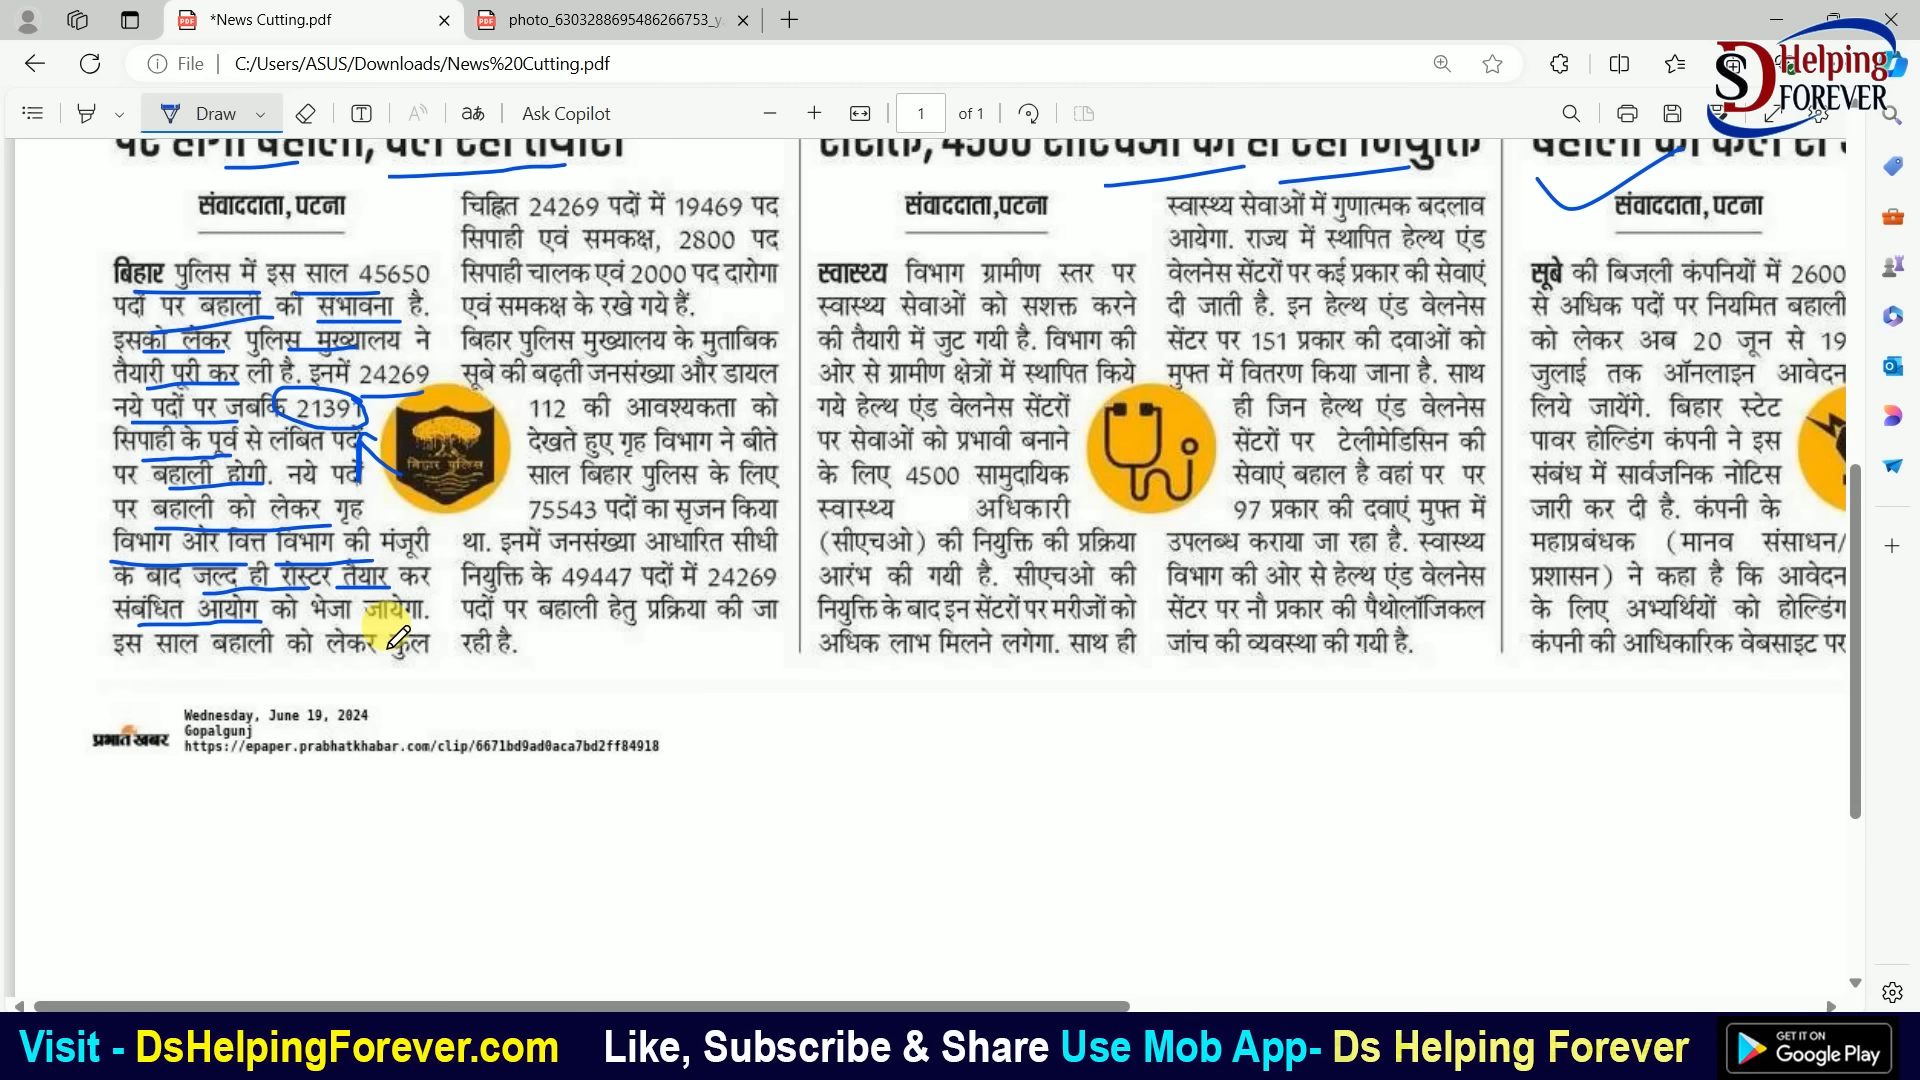 *News Cutting.pdf
photo_6303288695486266753_y.
File
C:/Users/ASUS/Downloads/News%20Cutting.pdf
Draw
Ask Copilot
1
of 1
SD Helping FOREVER
संवाददाता, पटना
बिहार पुलिस में इस साल 45650
पदों पर बहाली की संभावना है.
इसको लेकर पुलिस मुख्यालय ने
तैयारी पूरी कर ली है. इनमें 24269
नये पदों पर जबकि 21391
सिपाही के पूर्व से लंबित पदों
पर बहाली होगी. नये पदों
पर बहाली को लेकर गृह
विभाग और वित्त विभाग की मंजूरी
के बाद जल्द ही रोस्टर तैयार कर
संबंधित आयोग को भेजा जायेगा.
इस साल बहाली को लेकर कुल
चिह्नित 24269 पदों में 19469 पद
सिपाही एवं समकक्ष, 2800 पद
सिपाही चालक एवं 2000 पद दारोगा
एवं समकक्ष के रखे गये हैं.
बिहार पुलिस मुख्यालय के मुताबिक
सूबे की बढ़ती जनसंख्या और डायल
112 की आवश्यकता को
देखते हुए गृह विभाग ने बीते
साल बिहार पुलिस के लिए
75543 पदों का सृजन किया
था. इनमें जनसंख्या आधारित सीधी
नियुक्ति के 49447 पदों में 24269
पदों पर बहाली हेतु प्रक्रिया की जा
रही है.
बिहार पुलिस
संवाददाता,पटना
स्वास्थ्य विभाग ग्रामीण स्तर पर
स्वास्थ्य सेवाओं को सशक्त करने
की तैयारी में जुट गयी है. विभाग की
ओर से ग्रामीण क्षेत्रों में स्थापित किये
गये हेल्थ एंड वेलनेस सेंटरों
पर सेवाओं को प्रभावी बनाने
के लिए 4500 सामुदायिक
स्वास्थ्य अधिकारी
(सीएचओ) की नियुक्ति की प्रक्रिया
आरंभ की गयी है. सीएचओ की
नियुक्ति के बाद इन सेंटरों पर मरीजों को
अधिक लाभ मिलने लगेगा. साथ ही
स्वास्थ्य सेवाओं में गुणात्मक बदलाव
आयेगा. राज्य में स्थापित हेल्थ एंड
वेलनेस सेंटरों पर कई प्रकार की सेवाएं
दी जाती है. इन हेल्थ एंड वेलनेस
सेंटर पर 151 प्रकार की दवाओं को
मुफ्त में वितरण किया जाना है. साथ
ही जिन हेल्थ एंड वेलनेस
सेंटरों पर टेलीमेडिसिन की
सेवाएं बहाल है वहां पर पर
97 प्रकार की दवाएं मुफ्त में
उपलब्ध कराया जा रहा है. स्वास्थ्य
विभाग की ओर से हेल्थ एंड वेलनेस
सेंटर पर नौ प्रकार की पैथोलॉजिकल
जांच की व्यवस्था की गयी है.
संवाददाता, पटना
सूबे की बिजली कंपनियों में 2600
से अधिक पदों पर नियमित बहाली
को लेकर अब 20 जून से 19
जुलाई तक ऑनलाइन आवेदन
लिये जायेंगे. बिहार स्टेट
पावर होल्डिंग कंपनी ने इस
संबंध में सार्वजनिक नोटिस
जारी कर दी है. कंपनी के
महाप्रबंधक (मानव संसाधन/
प्रशासन) ने कहा है कि आवेदन
के लिए अभ्यर्थियों को होल्डिंग
कंपनी की आधिकारिक वेबसाइट पर
प्रभात खबर
Wednesday, June 19, 2024
Gopalgunj
https://epaper.prabhatkhabar.com/clip/6671bd9ad0aca7bd2ff84918
Visit - DsHelpingForever.com Like, Subscribe & Share Use Mob App- Ds Helping Forever
GET IT ON
Google Play